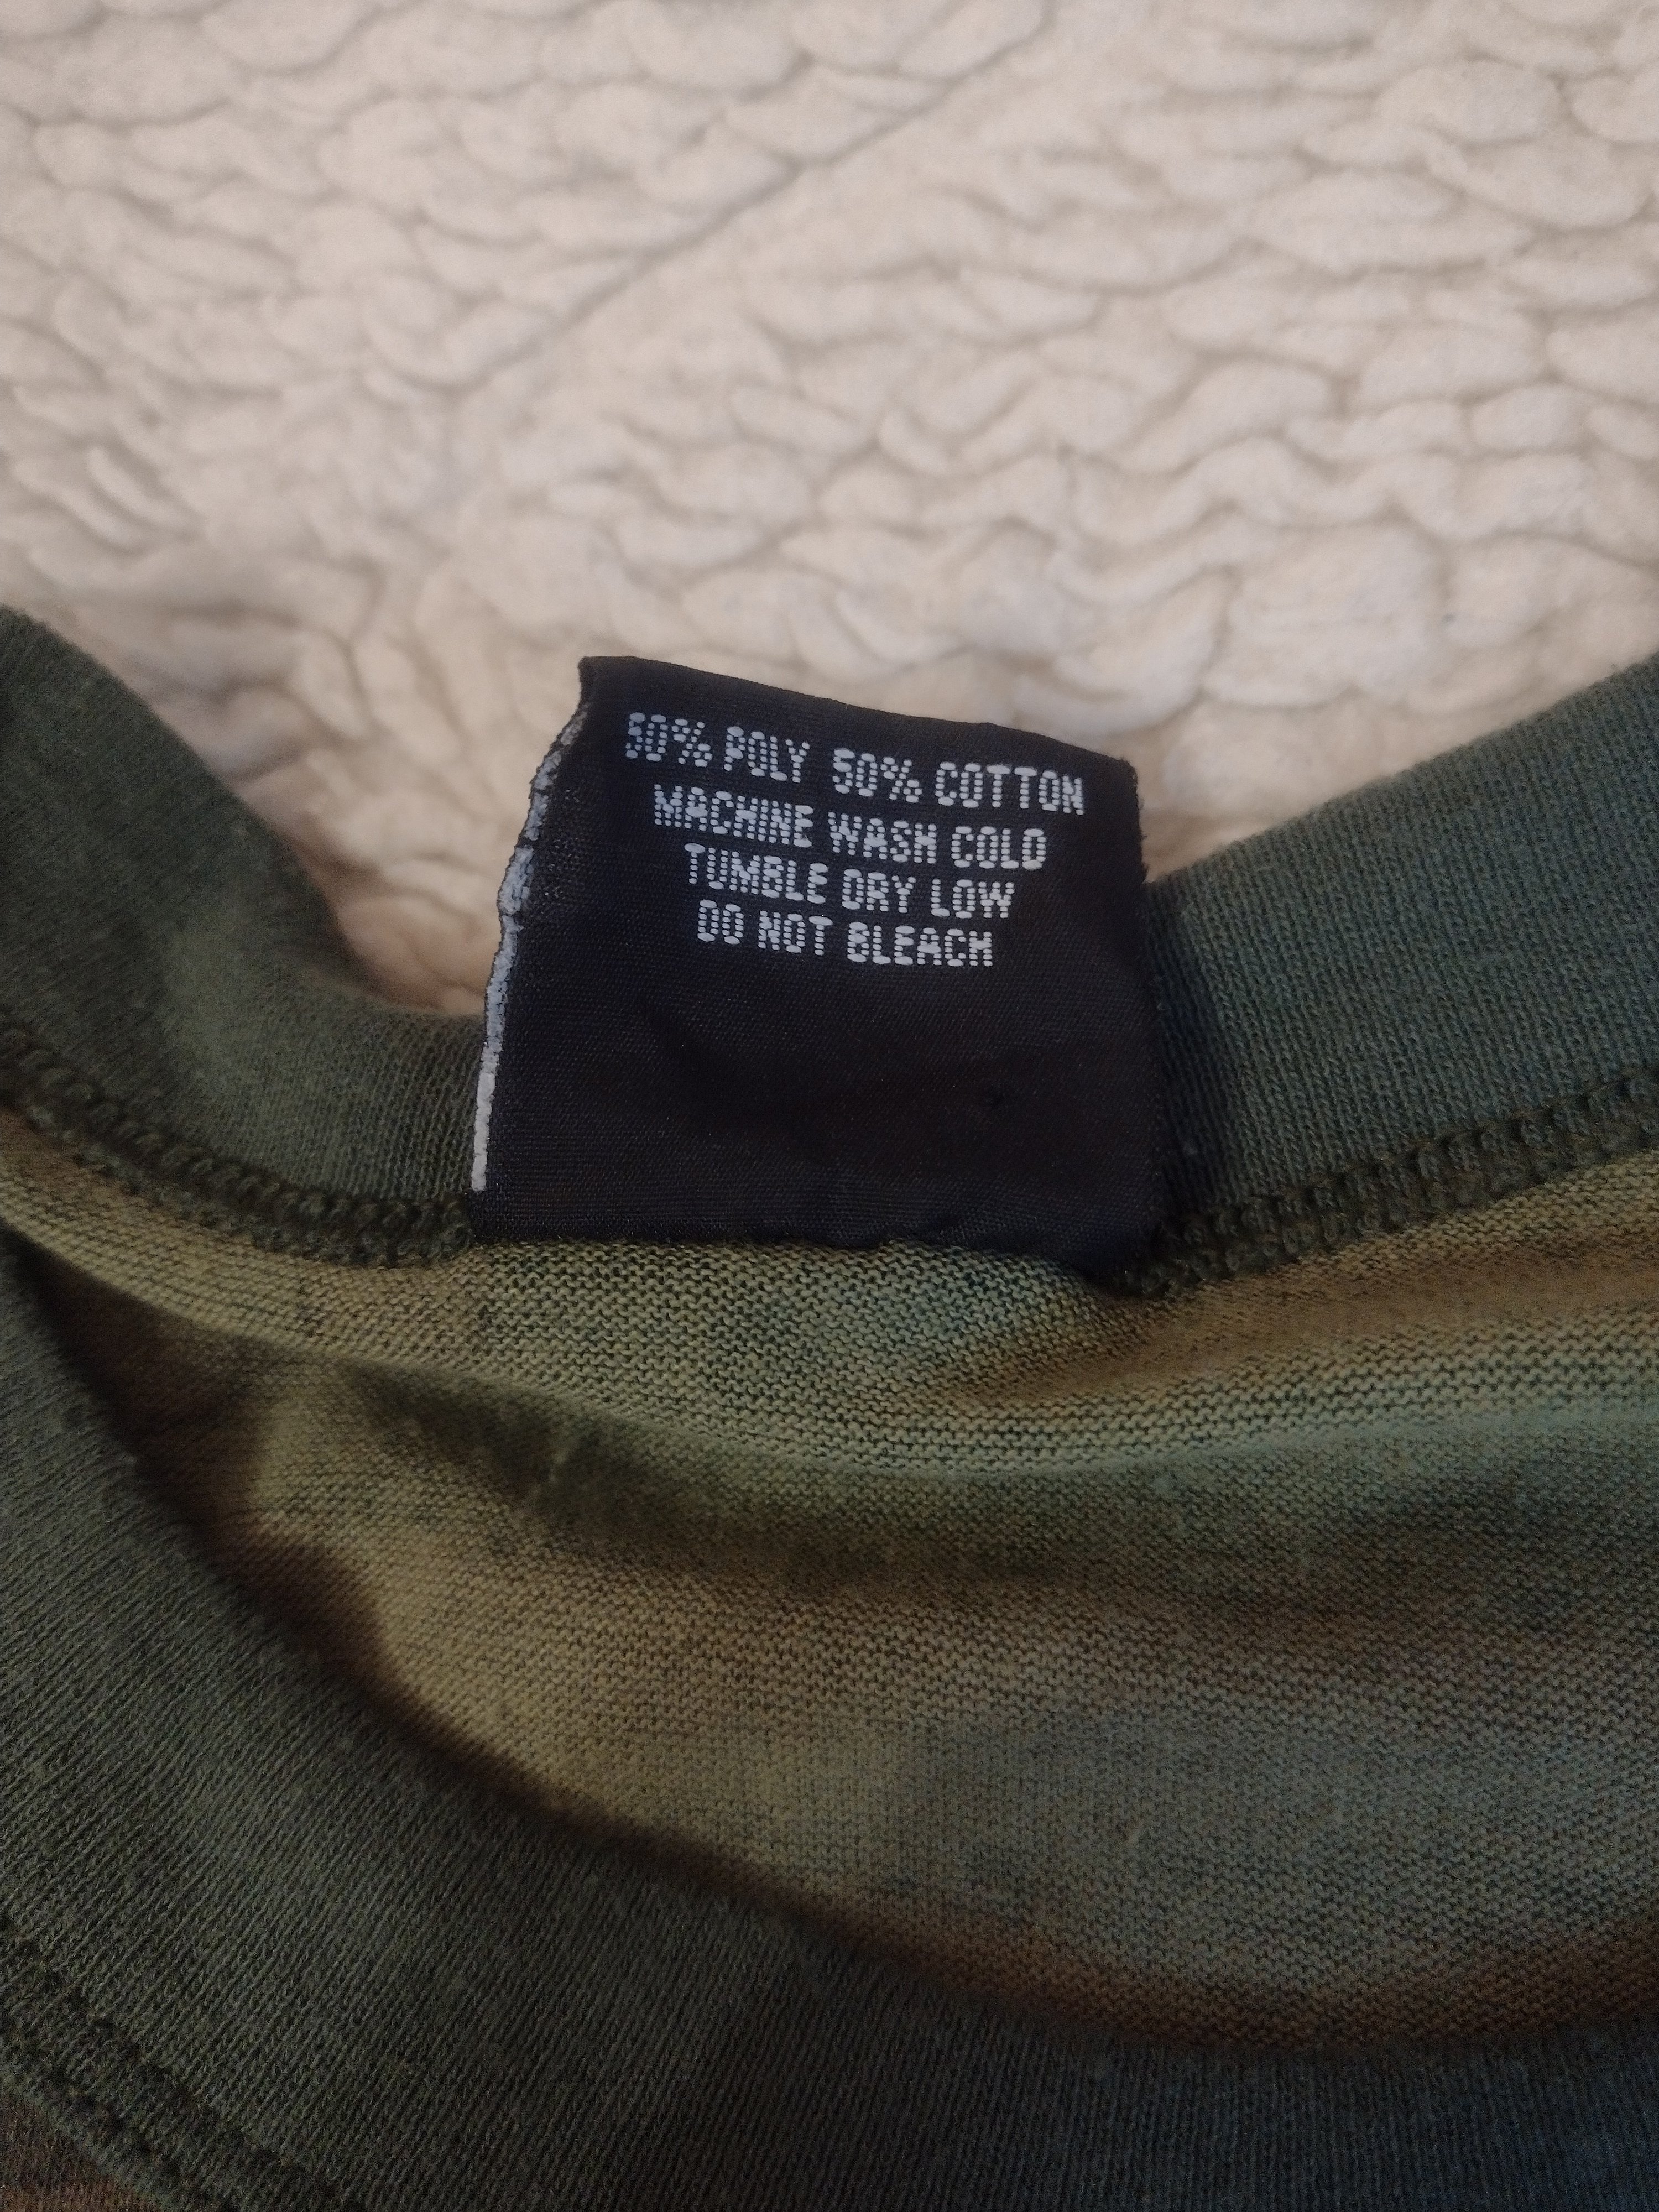 50% POLY 50% COTTON
MACHINE WASH COLD
TUMBLE DRY LOW
DO NOT BLEACH